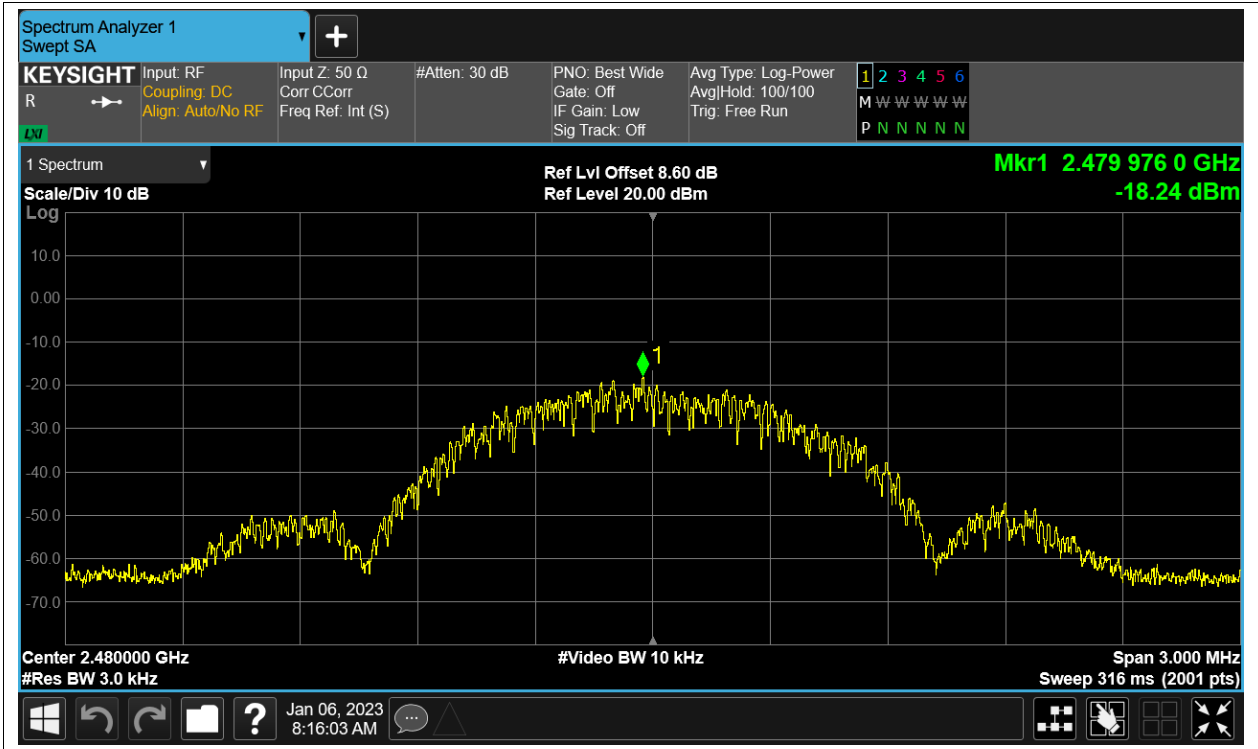 Spectrum Analyzer 1
Swept SA
KEYSIGHT
R
LXI
Input: RF
Coupling: DC
Align: Auto/No RF
Input Z: 50 Ω
Corr CCorr
Freq Ref: Int (S)
#Atten: 30 dB
PNO: Best Wide
Gate: Off
IF Gain: Low
Sig Track: Off
Avg Type: Log-Power
Avg|Hold: 100/100
Trig: Free Run
1 2 3 4 5 6
M W W W W W
P N N N N N
1 Spectrum
Scale/Div 10 dB
Log
Ref Lvl Offset 8.60 dB
Ref Level 20.00 dBm
Mkr1 2.479 976 0 GHz
-18.24 dBm
10.0
0.00
-10.0
-20.0
-30.0
-40.0
-50.0
-60.0
-70.0
1
Center 2.480000 GHz
#Res BW 3.0 kHz
#Video BW 10 kHz
Span 3.000 MHz
Sweep 316 ms (2001 pts)
?
Jan 06, 2023
8:16:03 AM